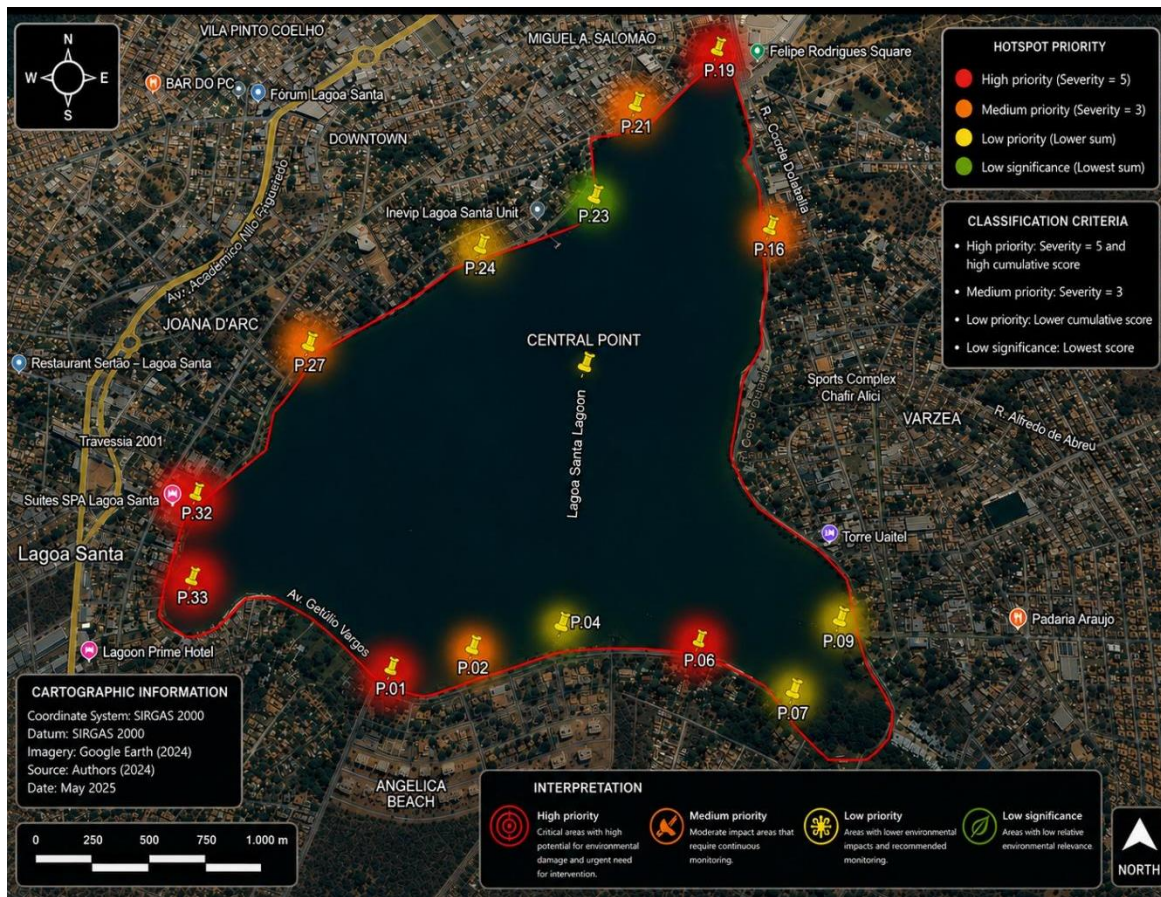 N
W E
S
VILA PINTO COELHO
BAR DO PC
Fórum Lagoa Santa
DOWNTOWN
MIGUEL A. SALOMÃO
P.19
Felipe Rodrigues Square
P.21
R. Cooda Dolabella
Inevip Lagoa Santa Unit
P.23
P.24
P.16
Av. Academico Nilo Figueredo
JOANA D'ARC
P.27
Restaurant Sertão – Lagoa Santa
CENTRAL POINT
Lagoa Santa Lagoon
Sports Complex
Chafir Alici
VARZEA
R. Alfredo de Abreu
Travessia 2001
Suites SPA Lagoa Santa
P.32
Lagoa Santa
P.33
Torre Uaitel
Av. Getúlio Vargos
P.04
P.09
Padaria Araujo
Lagoon Prime Hotel
P.01
P.02
P.06
P.07
ANGELICA
BEACH
HOTSPOT PRIORITY
High priority (Severity = 5)
Medium priority (Severity = 3)
Low priority (Lower sum)
Low significance (Lowest sum)
CLASSIFICATION CRITERIA
• High priority: Severity = 5 and
high cumulative score
• Medium priority: Severity = 3
• Low priority: Lower cumulative score
• Low significance: Lowest score
CARTOGRAPHIC INFORMATION
Coordinate System: SIRGAS 2000
Datum: SIRGAS 2000
Imagery: Google Earth (2024)
Source: Authors (2024)
Date: May 2025
0 250 500 750 1.000 m
INTERPRETATION
High priority
Critical areas with high
potential for environmental
damage and urgent need
for intervention.
Medium priority
Moderate impact areas that
require continuous
monitoring.
Low priority
Areas with lower environmental
impacts and recommended
monitoring.
Low significance
Areas with low relative
environmental relevance
NORTH